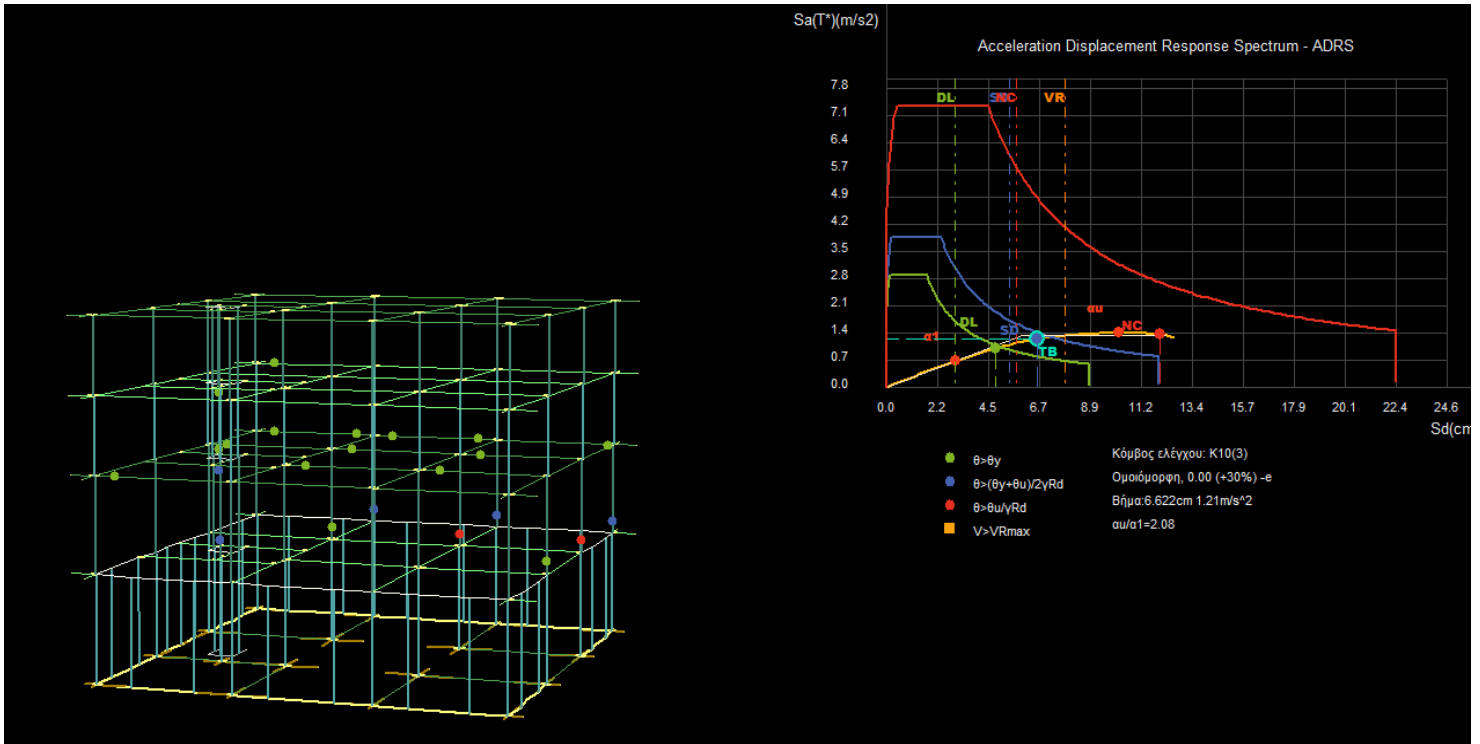 Sa(T*)(m/s2)
Acceleration Displacement Response Spectrum - ADRS
7.8
7.1
6.4
5.7
4.9
4.2
3.5
2.8
2.1
1.4
0.7
0.0
DL
NC
VR
αu
DL
SD
NC
α1
TB
0.0 2.2 4.5 6.7 8.9 11.2 13.4 15.7 17.9 20.1 22.4 24.6
Sd(cm
θ>θy
θ>(θy+θu)/2γRd
θ>θu/γRd
V>VRmax
Κόμβος ελέγχου: K10(3)
Ομοιόμορφη, 0.00 (+30%) -e
Βήμα:6.622cm 1.21m/s^2
αu/α1=2.08